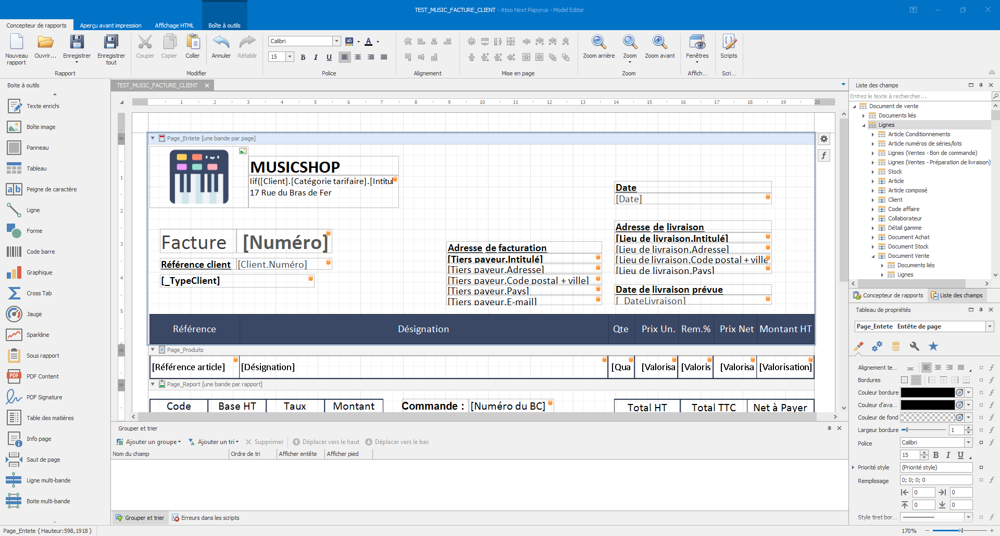 TEST_MUSIC_FACTURE_CLIENT - Atoo Next Papyrus - Model Editor
Concepteur de rapports
Aperçu avant impression
Affichage HTML
Boîte à outils
Nouveau rapport
Ouvrir...
Enregistrer
Enregistrer tout
Couper
Copier
Coller
Annuler
Rétablir
Calibri
15
B I U
Zoom arrière
Zoom
Zoom avant
Fenêtres
Scripts
Rapport
Modifier
Police
Alignement
Mise en page
Zoom
Affich...
Scri...
Boite à outils
Texte enrichi
Boîte image
Panneau
Tableau
Peigne de caractère
Ligne
Forme
Code barre
Graphique
Cross Tab
Jauge
Sparkline
Sous rapport
PDF Content
PDF Signature
Table des matières
Info page
Saut de page
Ligne multi-bande
Boite multi-bande
TEST_MUSIC_FACTURE_CLIENT
1 2 3 4 5 6 7 8 9 10 11 12 13 14 15 16 17 18 19 20
1
2
3
4
5
Page_Entete [une bande par page]
MUSICSHOP
Iif([Client].[Catégorie tarifaire].[Intitul
17 Rue du Bras de Fer
Date
[Date]
Facture [Numéro]
Référence client [Client.Numéro]
[_TypeClient]
Adresse de facturation
[Tiers payeur.Intitulé]
[Tiers payeur.Adresse]
[Tiers payeur.Code postal + ville]
[Tiers payeur.Pays]
[Tiers payeur.E-mail]
Adresse de livraison
[Lieu de livraison.Intitulé]
[Lieu de livraison.Adresse]
[Lieu de livraison.Code postal + ville
[Lieu de livraison.Pays]
Date de livraison prévue
[_DateLivraison]
Référence Désignation Qte Prix Un. Rem.% Prix Net Montant HT
Page_Produits
[Référence article] [Désignation] [Qua [Valorisa [Valoris [Valorisa [Valorisation]
Page_Report [une bande par rapport]
Code Base HT Taux Montant
Commande : [Numéro du BC]
Total HT Total TTC Net à Payer
Grouper et trier
Ajouter un groupe
Ajouter un tri
Supprimer
Déplacer vers le haut
Déplacer vers le bas
Nom du champ
Ordre de tri
Afficher entête
Afficher pied
Grouper et trier
Erreurs dans les scripts
Liste des champs
Entrez le texte à rechercher...
Document de vente
Documents liés
Lignes
Article Conditionnements
Article numéros de séries/lots
Lignes (Ventes - Bon de commande)
Lignes (Ventes - Préparation de livraison)
Stock
Article
Article composé
Client
Code affaire
Collaborateur
Détail gamme
Document Achat
Document Stock
Document Vente
Documents liés
Lignes
Concepteur de rapports
Liste des champs
Tableau de propriétés
Page_Entete Entête de page
Alignement te...
Bordures
Couleur bordure
Couleur d'ava...
Couleur de fond
Largeur bordure 1
Police Calibri
15 B I U
Priorité style (Priorité style)
Remplissage 0; 0; 0; 0
0 0
0 0
Style tiret bor...
Page_Entete { Hauteur:598,1918 }
170%